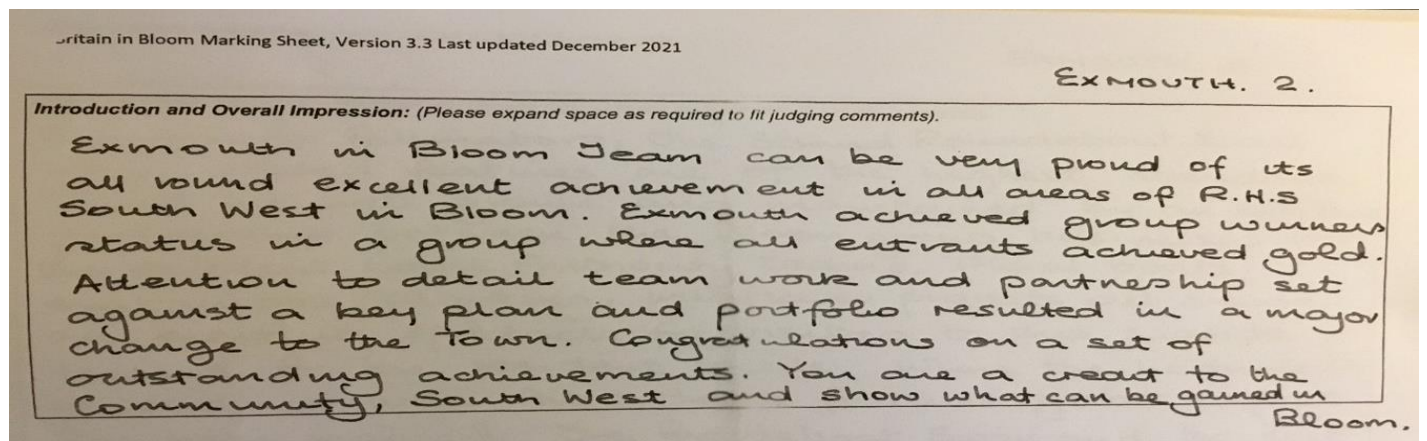 ritain in Bloom Marking Sheet, Version 3.3 Last updated December 2021
EXMOUTH. 2.
Introduction and Overall Impression: (Please expand space as required to fit judging comments).
Exmouth in Bloom Team can be very proud of its
all round excellent achievement in all areas of R.H.S
South West in Bloom. Exmouth achieved group winners
status in a group where all entrants achieved gold.
Attention to detail team work and partneship set
against a key plan and portfolio resulted in a major
change to the Town. Congratulations on a set of
outstanding achievements. You are a credit to the
Community, South West and show what can be gained in
Bloom.